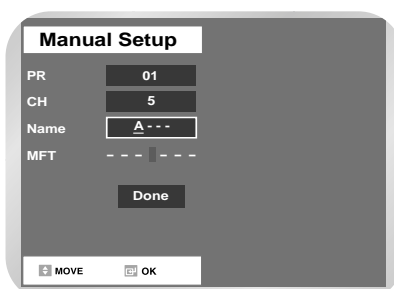 Manual Setup
PR 01
CH 5
Name A - - -
MFT - - - - - -
Done
MOVE OK